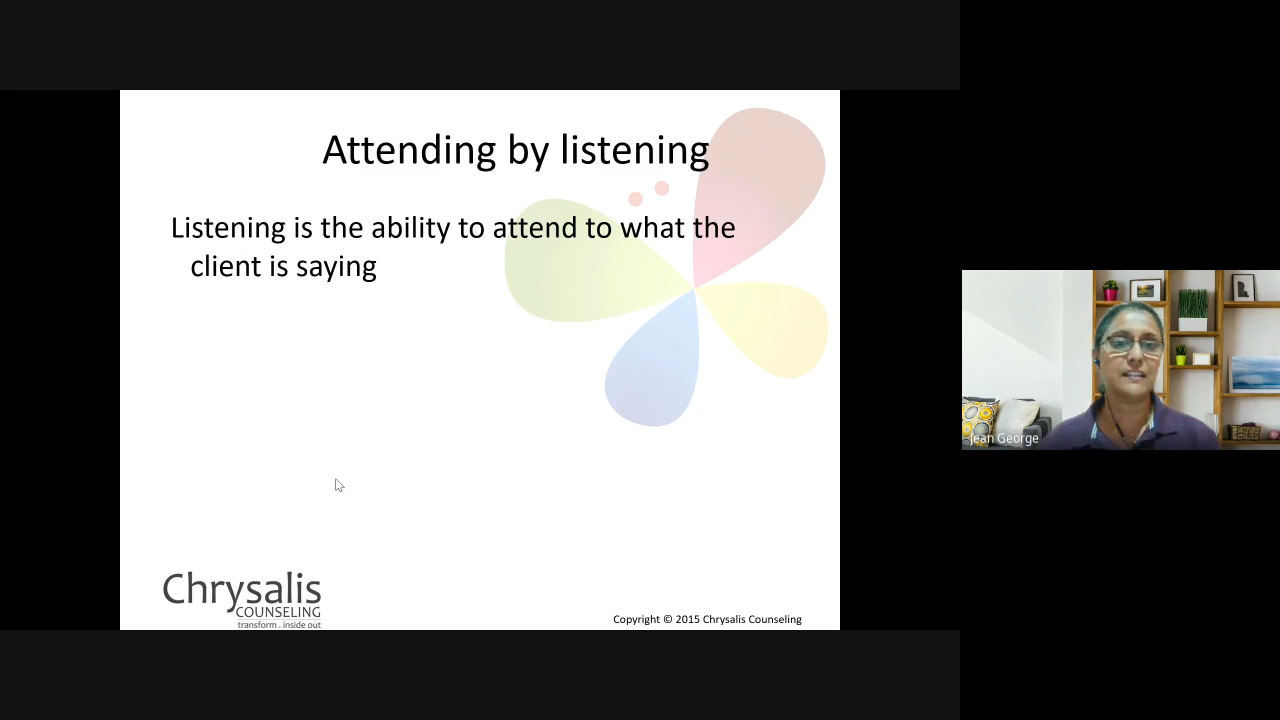 Attending by listening
Listening is the ability to attend to what the
client is saying
Chrysalis
COUNSELING
transform . inside out
Copyright © 2015 Chrysalis Counseling
Jean George